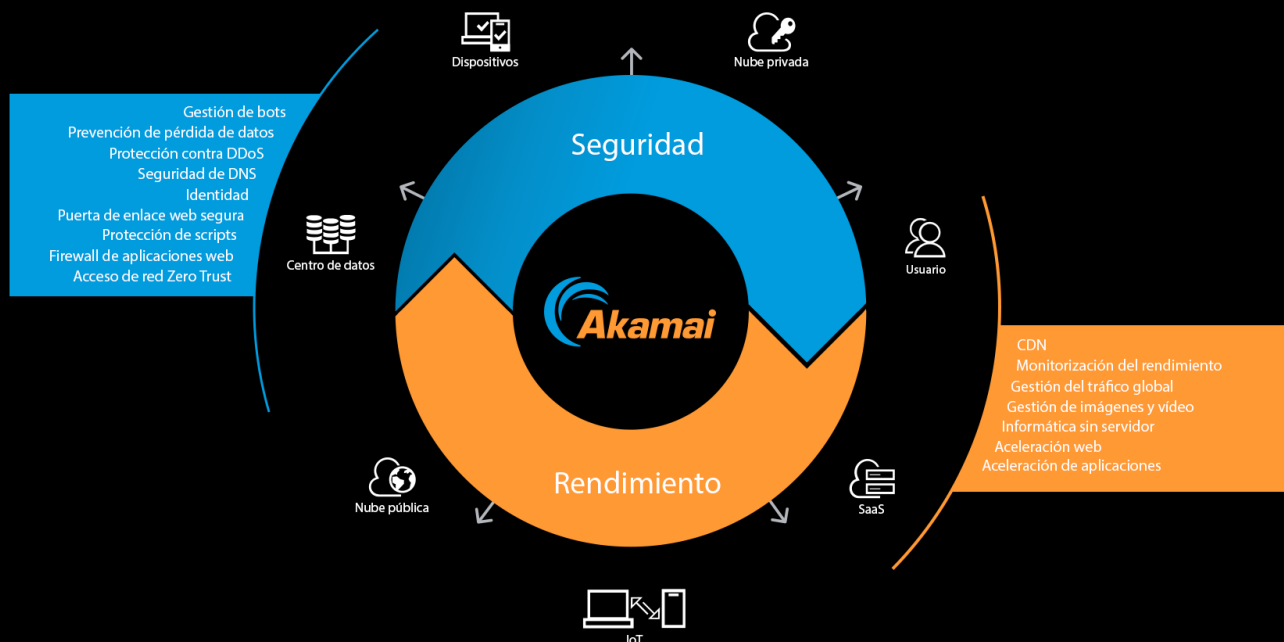 Dispositivos
Nube privada
Gestión de bots
Prevención de pérdida de datos
Protección contra DDoS
Seguridad de DNS
Identidad
Puerta de enlace web segura
Protección de scripts
Firewall de aplicaciones web
Acceso de red Zero Trust
Seguridad
Centro de datos
Usuario
Akamai
CDN
Monitorización del rendimiento
Gestión del tráfico global
Gestión de imágenes y vídeo
Informática sin servidor
Aceleración web
Aceleración de aplicaciones
Rendimiento
Nube pública
SaaS
IoT